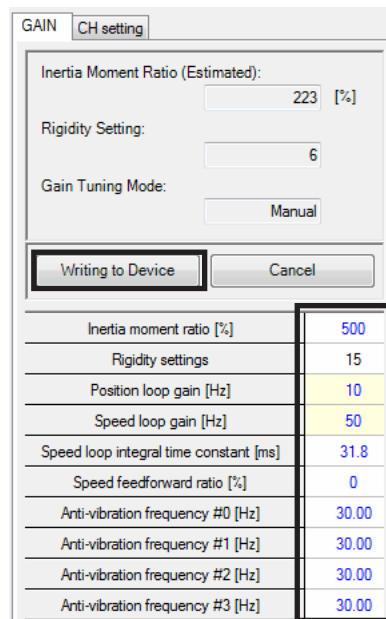 GAIN CH setting
Inertia Moment Ratio (Estimated):
223 [%]
Rigidity Setting:
6
Gain Tuning Mode:
Manual
Writing to Device Cancel
Inertia moment ratio [%] 500
Rigidity settings 15
Position loop gain [Hz] 10
Speed loop gain [Hz] 50
Speed loop integral time constant [ms] 31.8
Speed feedforward ratio [%] 0
Anti-vibration frequency #0 [Hz] 30.00
Anti-vibration frequency #1 [Hz] 30.00
Anti-vibration frequency #2 [Hz] 30.00
Anti-vibration frequency #3 [Hz] 30.00